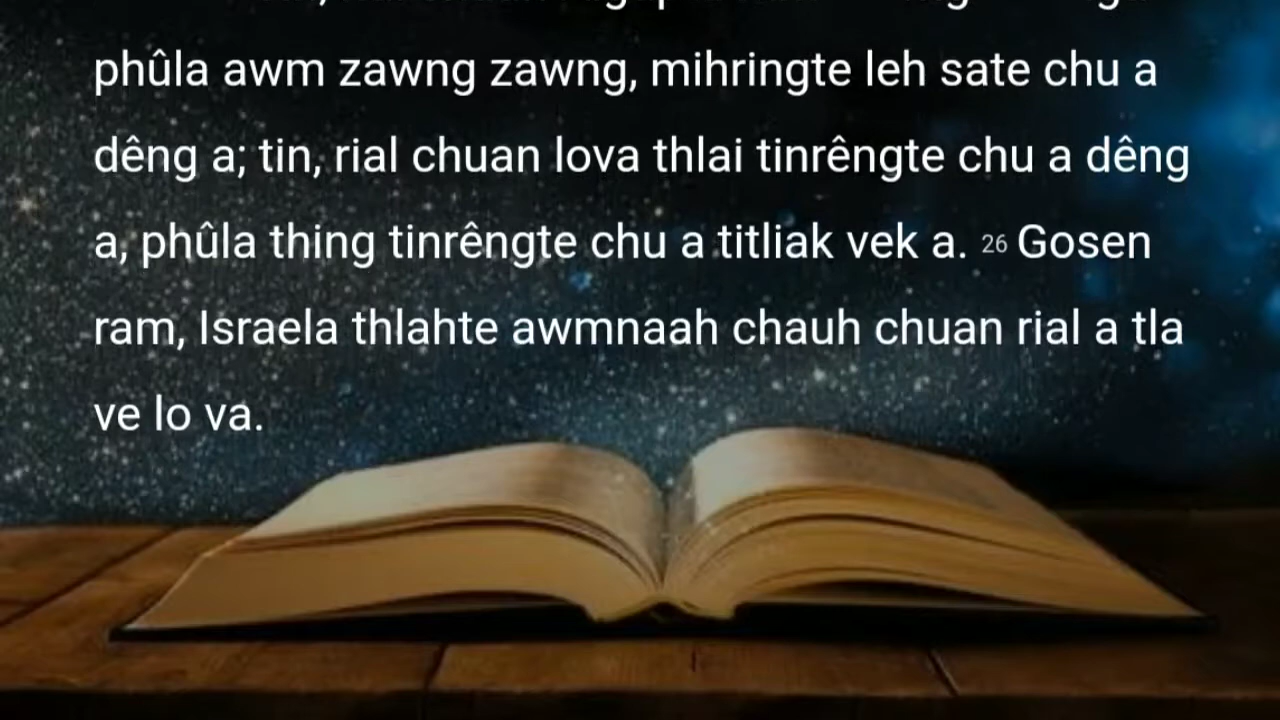 phûla awm zawng zawng, mihringte leh sate chu a
dêng a; tin, rial chuan lova thlai tinrêngte chu a dêng
a, phûla thing tinrêngte chu a titliak vek a. 26 Gosen
ram, Israela thlahte awmnaah chauh chuan rial a tla
ve lo va.